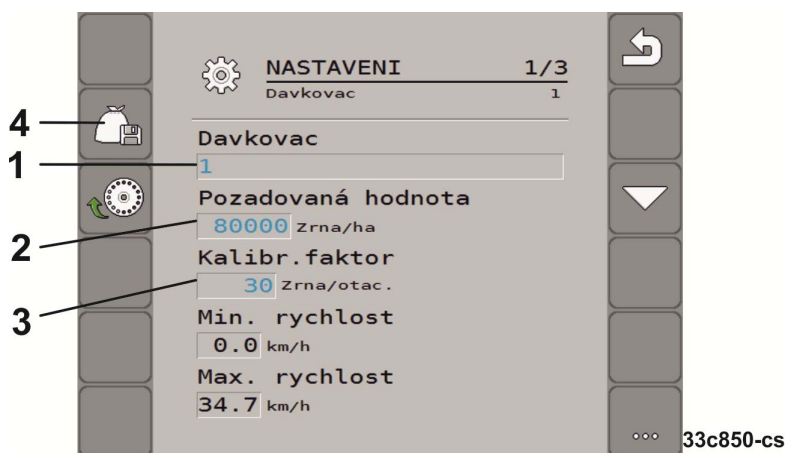 NASTAVENI 1/3
Davkovac 1
4
Davkovac
1
1
Pozadovaná hodnota
80000 Zrna/ha
2
Kalibr.faktor
30 Zrna/otac.
3
Min. rychlost
0.0 km/h
Max. rychlost
34.7 km/h
33c850-cs